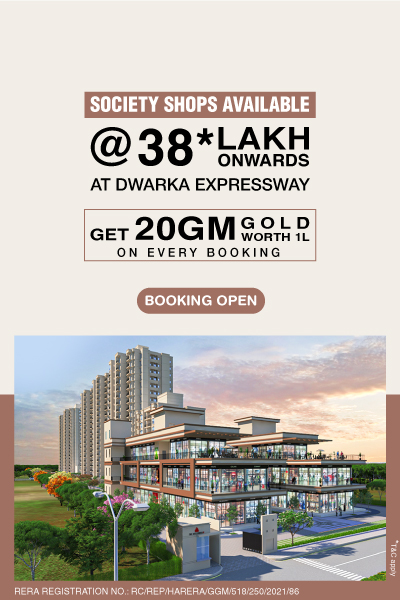 SOCIETY SHOPS AVAILABLE
@38* LAKH ONWARDS
AT DWARKA EXPRESSWAY
GET 20GM GOLD WORTH 1L
ON EVERY BOOKING
BOOKING OPEN
*T&C apply
RERA REGISTRATION NO.: RC/REP/HARERA/GGM/518/250/2021/86